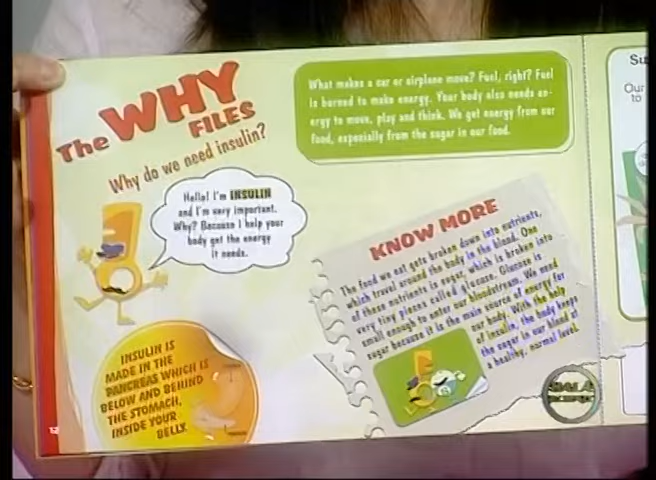 The WHY
FILES
Why do we need insulin?
What makes a car or airplane move? Fuel, right? Fuel
is burned to make energy. Your body also needs en-
ergy to move, play and think. We get energy from our
food, especially from the sugar in our food.
Hello! I'm INSULIN
and I'm very important.
Why? Because I help your
body get the energy
it needs.
KNOW MORE
The food we eat gets broken down into nutrients,
which travel around the body in the blood. One
of these nutrients is sugar, which is broken into
very tiny pieces called glucose. Glucose is
small enough to enter our bloodstream. We need
sugar because it is the main source of energy for
our body. With the help
of insulin, the body keeps
the sugar in our blood at
a healthy, normal level.
INSULIN IS
MADE IN THE
PANCREAS WHICH IS
BELOW AND BEHIND
THE STOMACH,
INSIDE YOUR
BELLY.
12
Su
Our
to